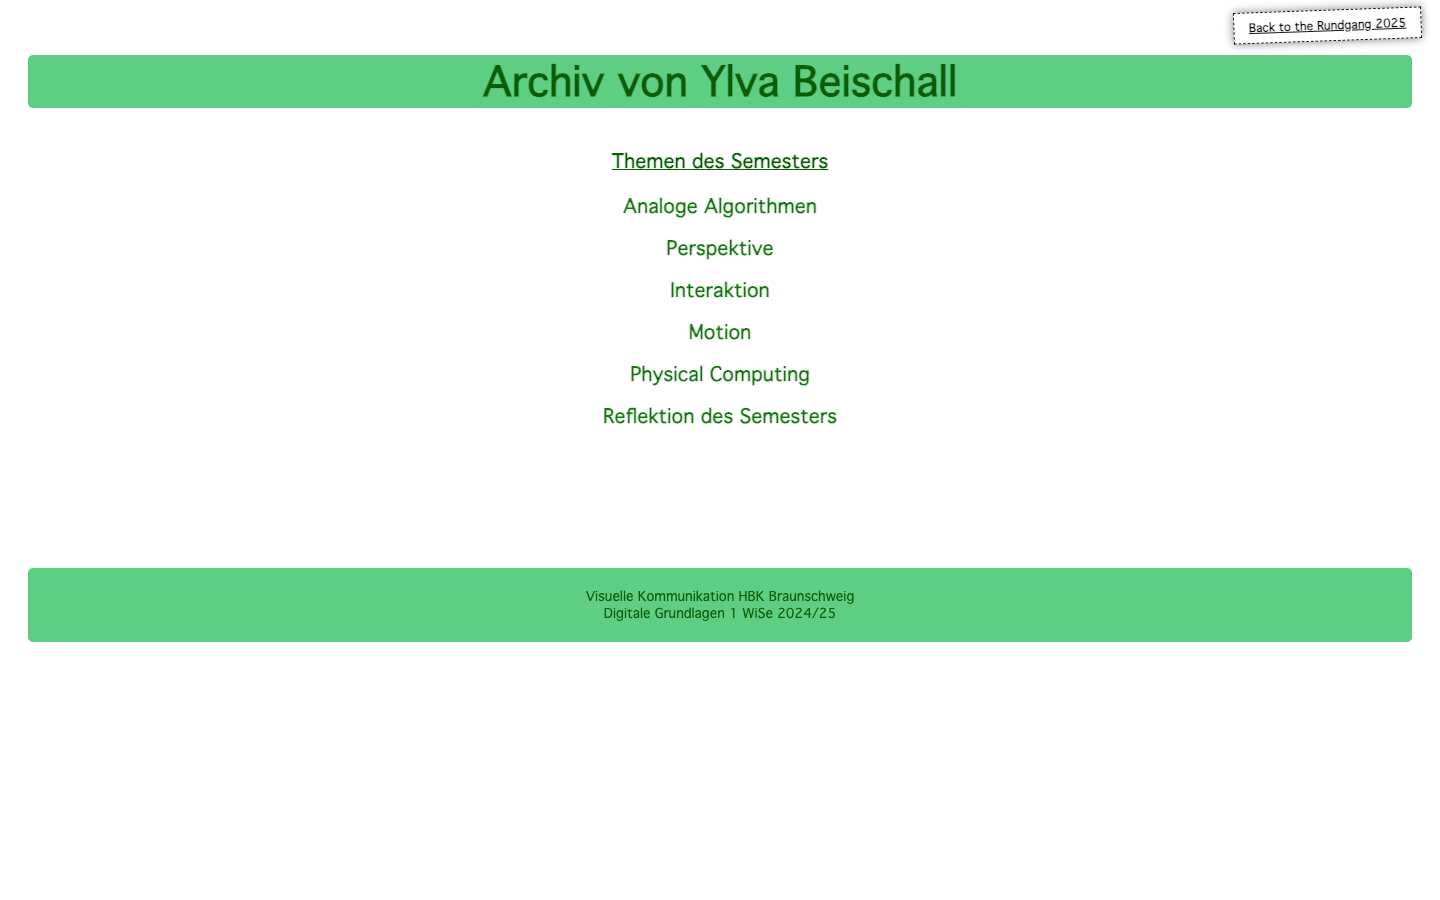 Back to the Rundgang 2025
Archiv von Ylva Beischall
Themen des Semesters
Analoge Algorithmen
Perspektive
Interaktion
Motion
Physical Computing
Reflektion des Semesters
Visuelle Kommunikation HBK Braunschweig
Digitale Grundlagen 1 WiSe 2024/25